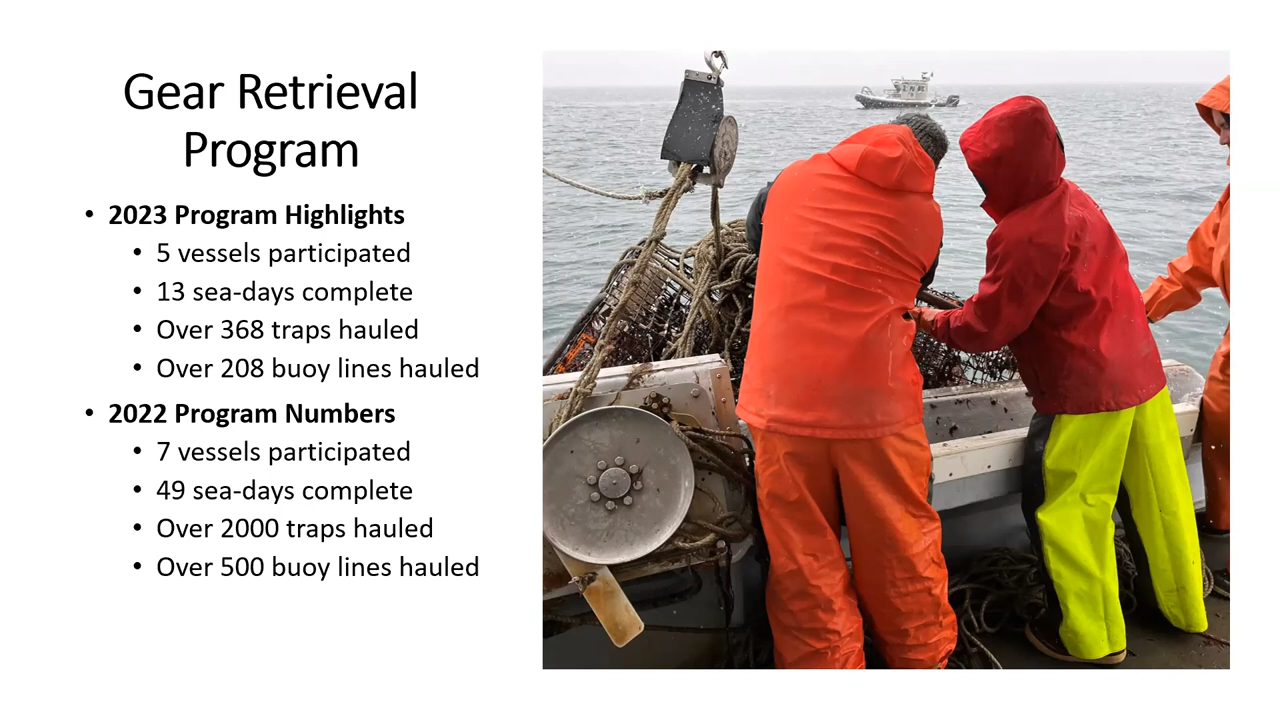 Gear Retrieval
Program
• 2023 Program Highlights
• 5 vessels participated
• 13 sea-days complete
• Over 368 traps hauled
• Over 208 buoy lines hauled
• 2022 Program Numbers
• 7 vessels participated
• 49 sea-days complete
• Over 2000 traps hauled
• Over 500 buoy lines hauled